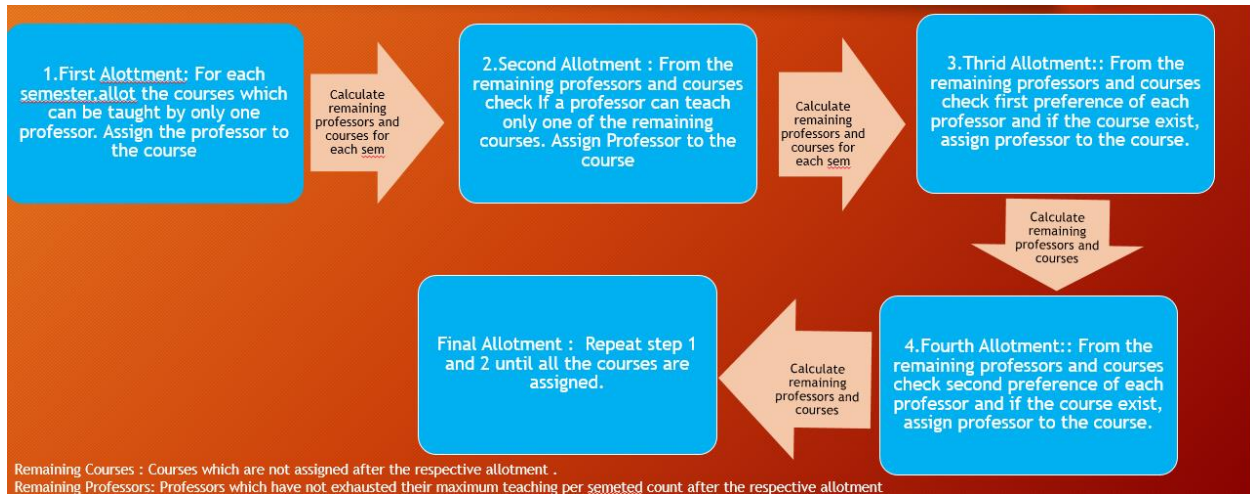 1.First Alottment: For each
semester,allot the courses which
can be taught by only one
professor. Assign the professor to
the course
Calculate
remaining
professors and
courses for
each sem
2.Second Allotment : From the
remaining professors and courses
check If a professor can teach
only one of the remaining
courses. Assign Professor to the
course
Calculate
remaining
professors and
courses for
each sem
3.Thrid Allotment:: From the
remaining professors and courses
check first preference of each
professor and if the course exist,
assign professor to the course.
Calculate
remaining
professors and
courses
4.Fourth Allotment:: From the
remaining professors and courses
check second preference of each
professor and if the course exist,
assign professor to the course.
Calculate
remaining
professors and
courses
Final Allotment :  Repeat step 1
and 2 until all the courses are
assigned.
Remaining Courses : Courses which are not assigned after the respective allotment .
Remaining Professors: Professors which have not exhausted their maximum teaching per semeted count after the respective allotment